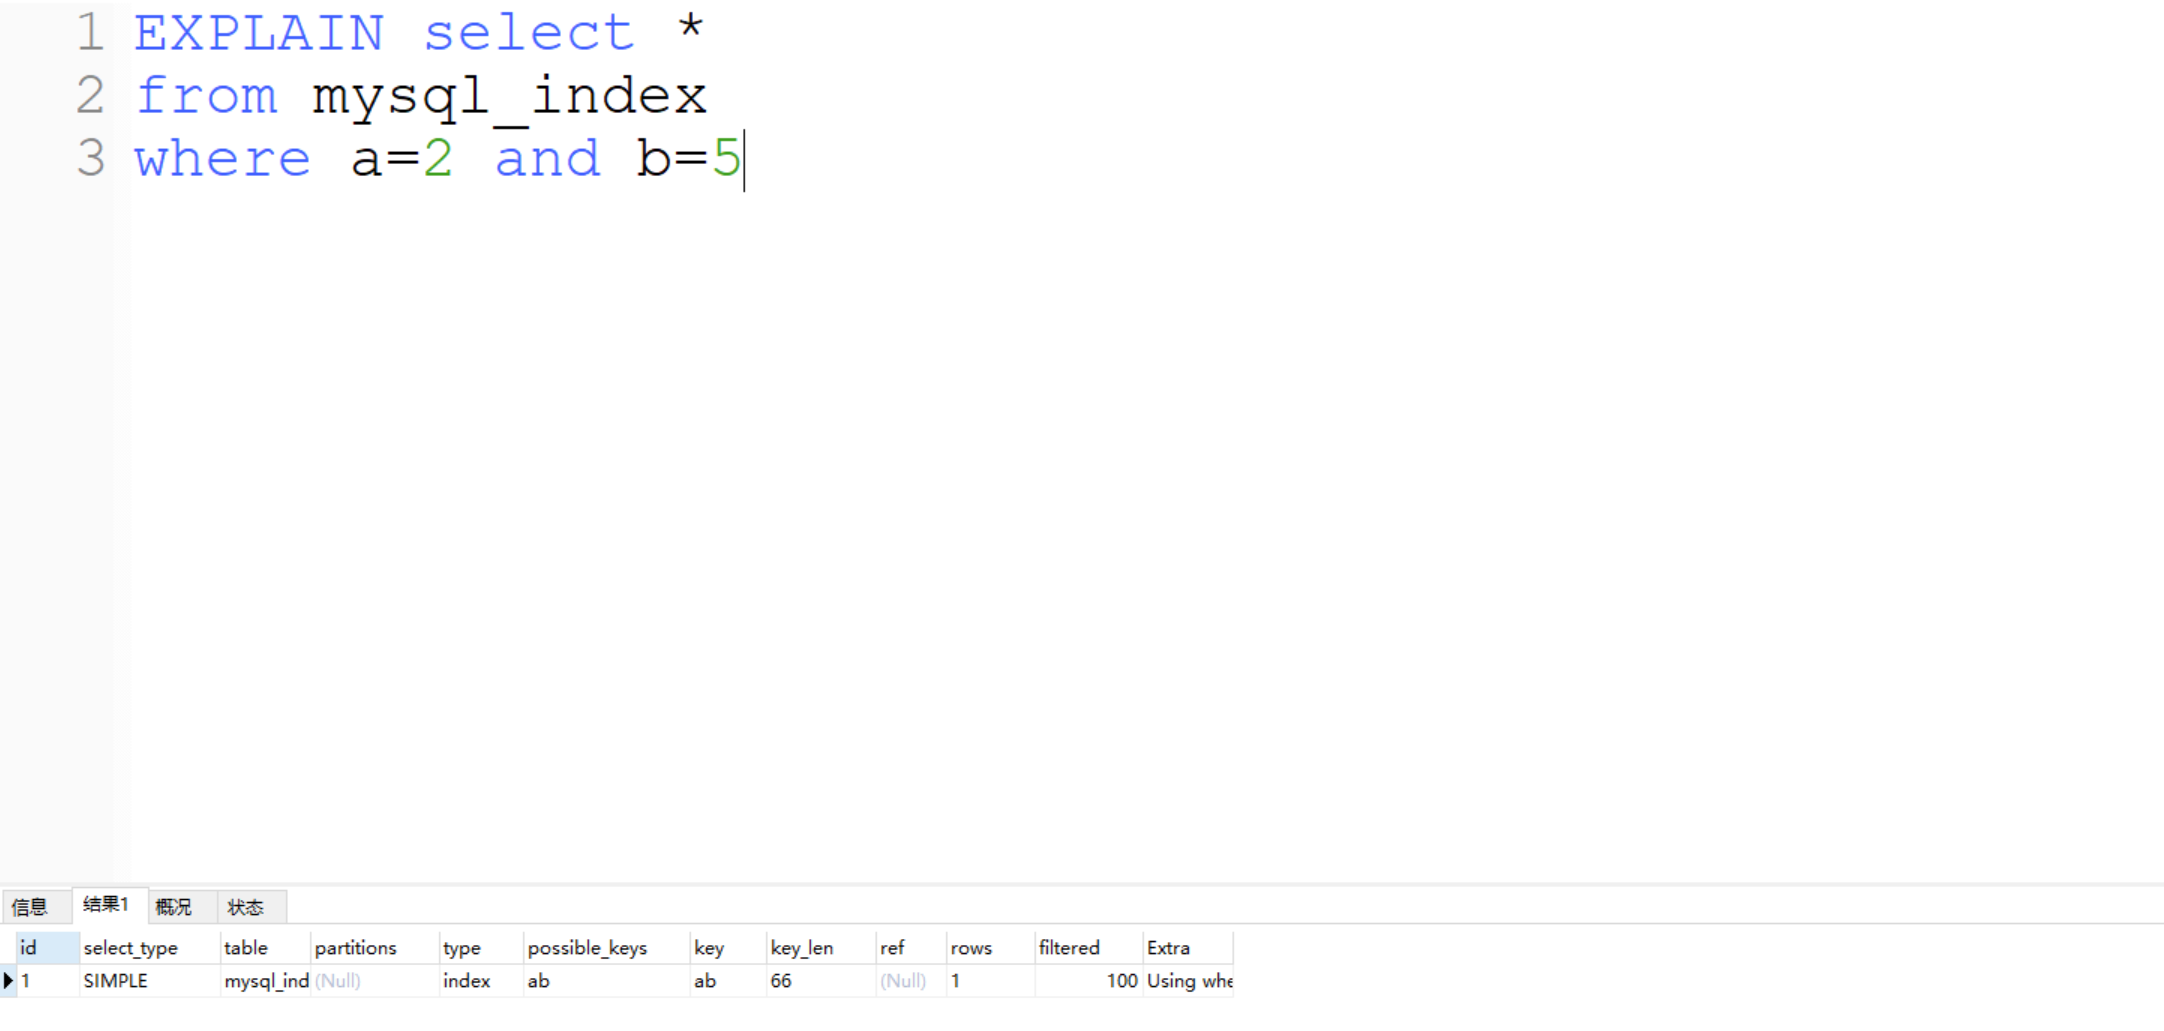 1 EXPLAIN select *
2 from mysql_index
3 where a=2 and b=5
信息 结果1 概况 状态
id select_type table partitions type possible_keys key key_len ref rows filtered Extra
1 SIMPLE mysql_ind (Null) index ab ab 66 (Null) 1 100 Using whe